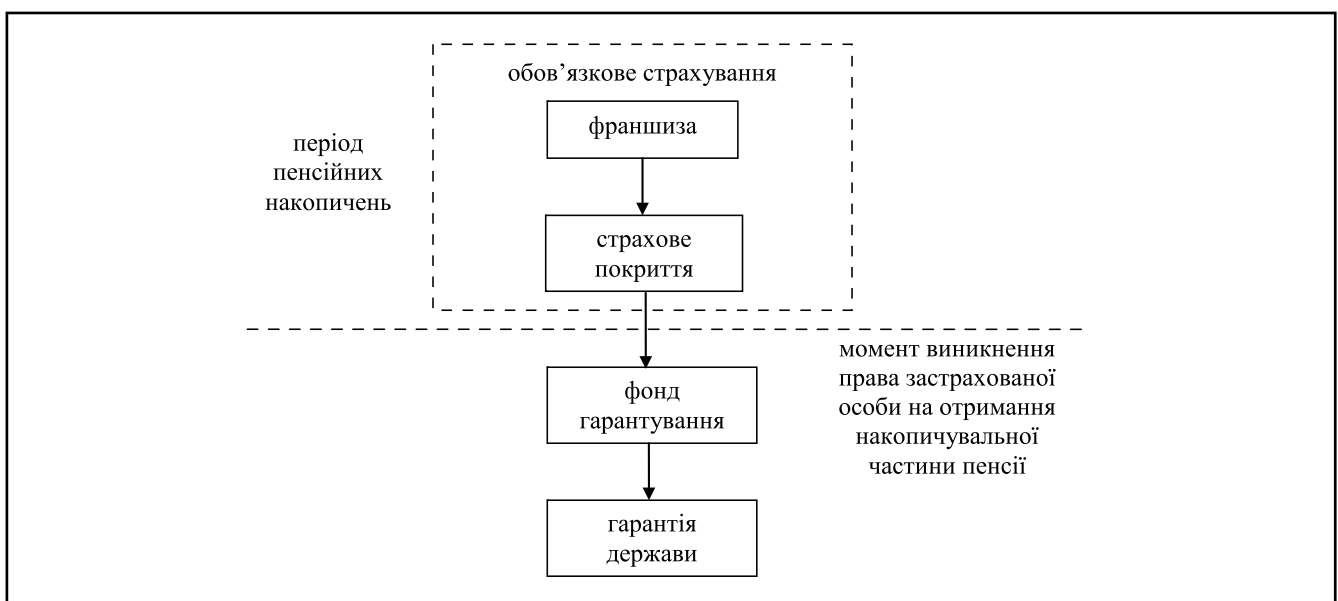 обов’язкове страхування
франшиза
період
пенсійних
накопичень
страхове
покриття
момент виникнення
права застрахованої
особи на отримання
накопичувальної
частини пенсії
фонд
гарантування
гарантія
держави